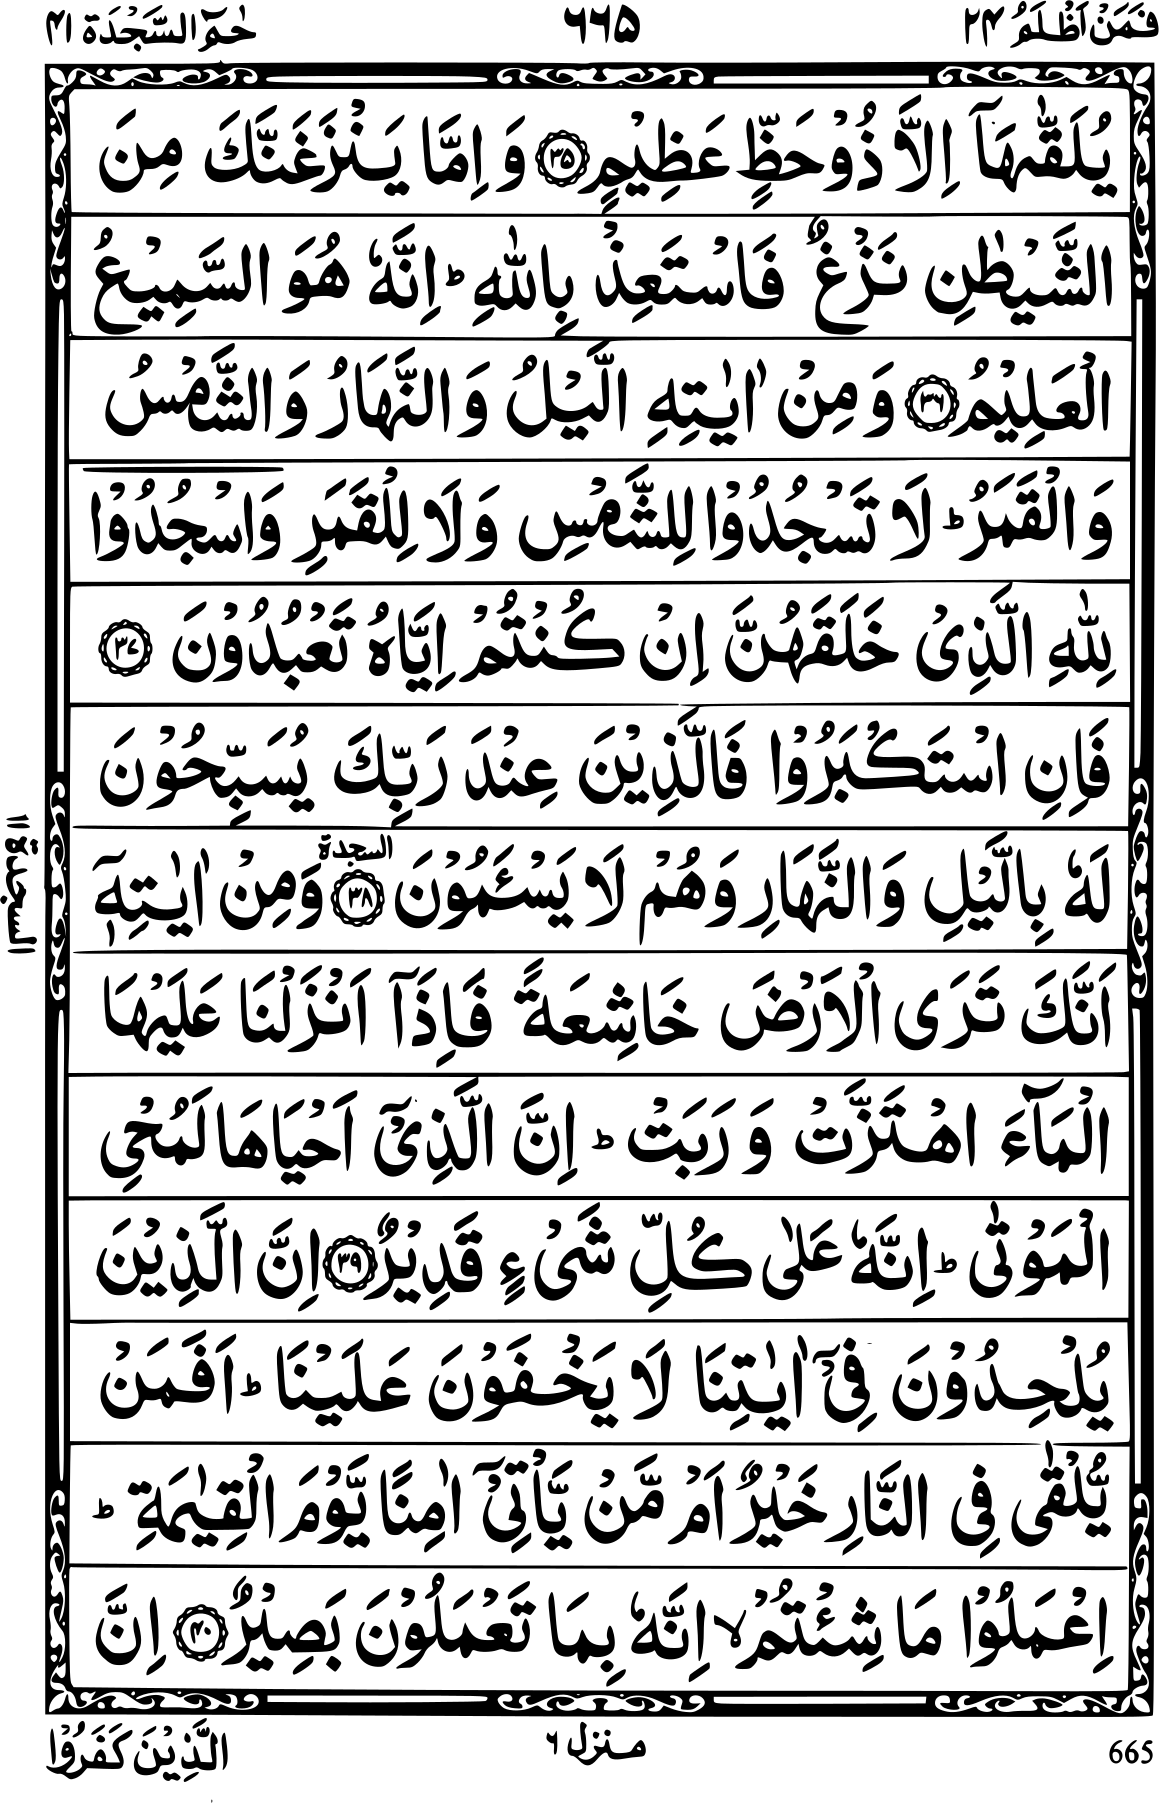 فَمَنْ اَظْلَمُ ۲۴
۶۶۵
حٰمٓ السَّجْدَة ۴۱
يُلَقّٰىهَاۤ اِلَّا ذُوْ حَظٍّ عَظِيْمٍ ۝۳۵ وَ اِمَّا يَنْزَغَنَّكَ مِنَ
الشَّيْطٰنِ نَزْغٌ فَاسْتَعِذْ بِاللّٰهِ ؕ اِنَّهٗ هُوَ السَّمِيْعُ
الْعَلِيْمُ ۝۳۶ وَ مِنْ اٰيٰتِهِ الَّيْلُ وَ النَّهَارُ وَ الشَّمْسُ
وَ الْقَمَرُ ؕ لَا تَسْجُدُوْا لِلشَّمْسِ وَ لَا لِلْقَمَرِ وَاسْجُدُوْا
لِلّٰهِ الَّذِيْ خَلَقَهُنَّ اِنْ كُنْتُمْ اِيَّاهُ تَعْبُدُوْنَ ۝۳۷
فَاِنِ اسْتَكْبَرُوْا فَالَّذِيْنَ عِنْدَ رَبِّكَ يُسَبِّحُوْنَ
السجدة ۱۱
لَهٗ بِالَّيْلِ وَ النَّهَارِ وَ هُمْ لَا يَسْـَٔمُوْنَ ۝۳۸ السجدة وَ مِنْ اٰيٰتِهٖۤ
اَنَّكَ تَرَى الْاَرْضَ خَاشِعَةً فَاِذَاۤ اَنْزَلْنَا عَلَيْهَا
الْمَآءَ اهْتَزَّتْ وَ رَبَتْ ؕ اِنَّ الَّذِيْۤ اَحْيَاهَا لَمُحْيِ
الْمَوْتٰى ؕ اِنَّهٗ عَلٰى كُلِّ شَيْءٍ قَدِيْرٌ ۝۳۹ اِنَّ الَّذِيْنَ
يُلْحِدُوْنَ فِيْۤ اٰيٰتِنَا لَا يَخْفَوْنَ عَلَيْنَا ؕ اَفَمَنْ
يُّلْقٰى فِي النَّارِ خَيْرٌ اَمْ مَّنْ يَّاْتِيْۤ اٰمِنًا يَّوْمَ الْقِيٰمَةِ ؕ
اِعْمَلُوْا مَا شِئْتُمْ ۙ اِنَّهٗ بِمَا تَعْمَلُوْنَ بَصِيْرٌ ۝۴۰ اِنَّ
665
منزل ۶
الَّذِيْنَ كَفَرُوْا